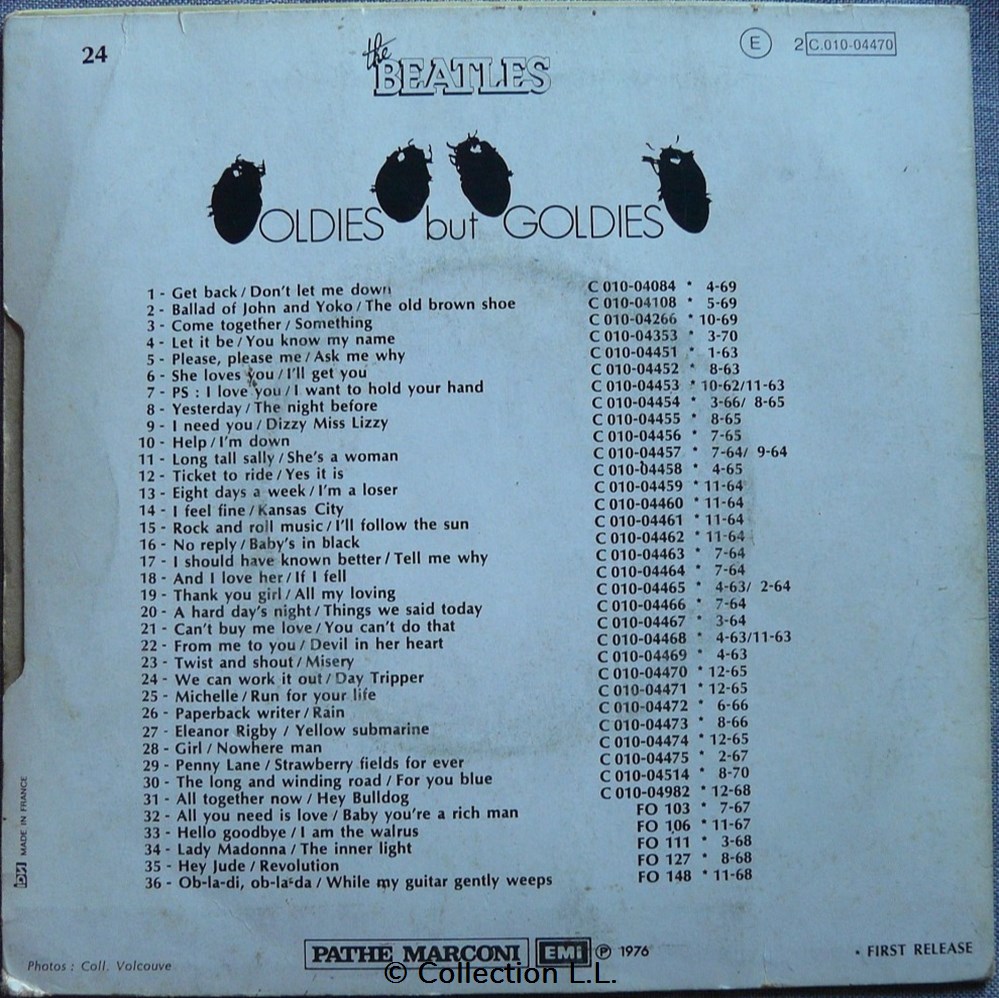 24
the BEATLES
E 2 C.010-04470
OLDIES but GOLDIES
1 - Get back / Don't let me down C 010-04084 * 4-69
2 - Ballad of John and Yoko / The old brown shoe C 010-04108 * 5-69
3 - Come together / Something C 010-04266 * 10-69
4 - Let it be / You know my name C 010-04353 * 3-70
5 - Please, please me / Ask me why C 010-04451 * 1-63
6 - She loves you / I'll get you C 010-04452 * 8-63
7 - PS : I love you / I want to hold your hand C 010-04453 * 10-62/11-63
8 - Yesterday / The night before C 010-04454 * 3-66/ 8-65
9 - I need you / Dizzy Miss Lizzy C 010-04455 * 8-65
10 - Help / I'm down C 010-04456 * 7-65
11 - Long tall sally / She's a woman C 010-04457 * 7-64/ 9-64
12 - Ticket to ride / Yes it is C 010-04458 * 4-65
13 - Eight days a week / I'm a loser C 010-04459 * 11-64
14 - I feel fine / Kansas City C 010-04460 * 11-64
15 - Rock and roll music / I'll follow the sun C 010-04461 * 11-64
16 - No reply / Baby's in black C 010-04462 * 11-64
17 - I should have known better / Tell me why C 010-04463 * 7-64
18 - And I love her / If I fell C 010-04464 * 7-64
19 - Thank you girl / All my loving C 010-04465 * 4-63/ 2-64
20 - A hard day's night / Things we said today C 010-04466 * 7-64
21 - Can't buy me love / You can't do that C 010-04467 * 3-64
22 - From me to you / Devil in her heart C 010-04468 * 4-63/11-63
23 - Twist and shout / Misery C 010-04469 * 4-63
24 - We can work it out / Day Tripper C 010-04470 * 12-65
25 - Michelle / Run for your life C 010-04471 * 12-65
26 - Paperback writer / Rain C 010-04472 * 6-66
27 - Eleanor Rigby / Yellow submarine C 010-04473 * 8-66
28 - Girl / Nowhere man C 010-04474 * 12-65
29 - Penny Lane / Strawberry fields for ever C 010-04475 * 2-67
30 - The long and winding road / For you blue C 010-04514 * 8-70
31 - All together now / Hey Bulldog C 010-04982 * 12-68
32 - All you need is love / Baby you're a rich man FO 103 * 7-67
33 - Hello goodbye / I am the walrus FO 106 * 11-67
34 - Lady Madonna / The inner light FO 111 * 3-68
35 - Hey Jude / Revolution FO 127 * 8-68
36 - Ob-la-di, ob-la-da / While my guitar gently weeps FO 148 * 11-68
MADE IN FRANCE
PATHE MARCONI EMI ℗ 1976
* FIRST RELEASE
Photos : Coll. Volcouve
© Collection L.L.